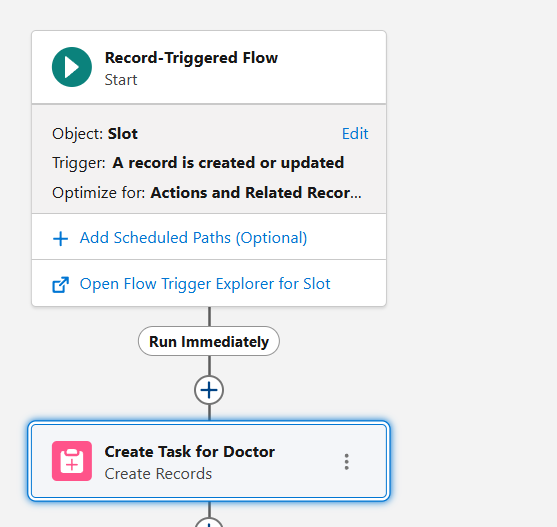 Record-Triggered Flow
Start
Object: Slot Edit
Trigger: A record is created or updated
Optimize for: Actions and Related Recor...
Add Scheduled Paths (Optional)
Open Flow Trigger Explorer for Slot
Run Immediately
Create Task for Doctor
Create Records